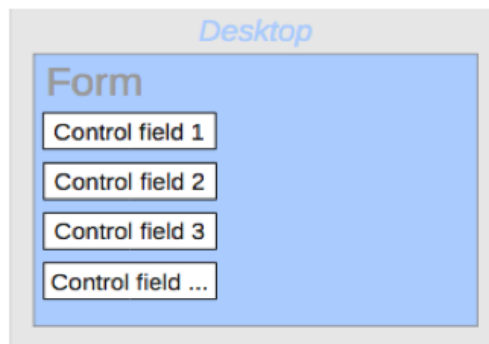 Desktop
Form
Control field 1
Control field 2
Control field 3
Control field ...